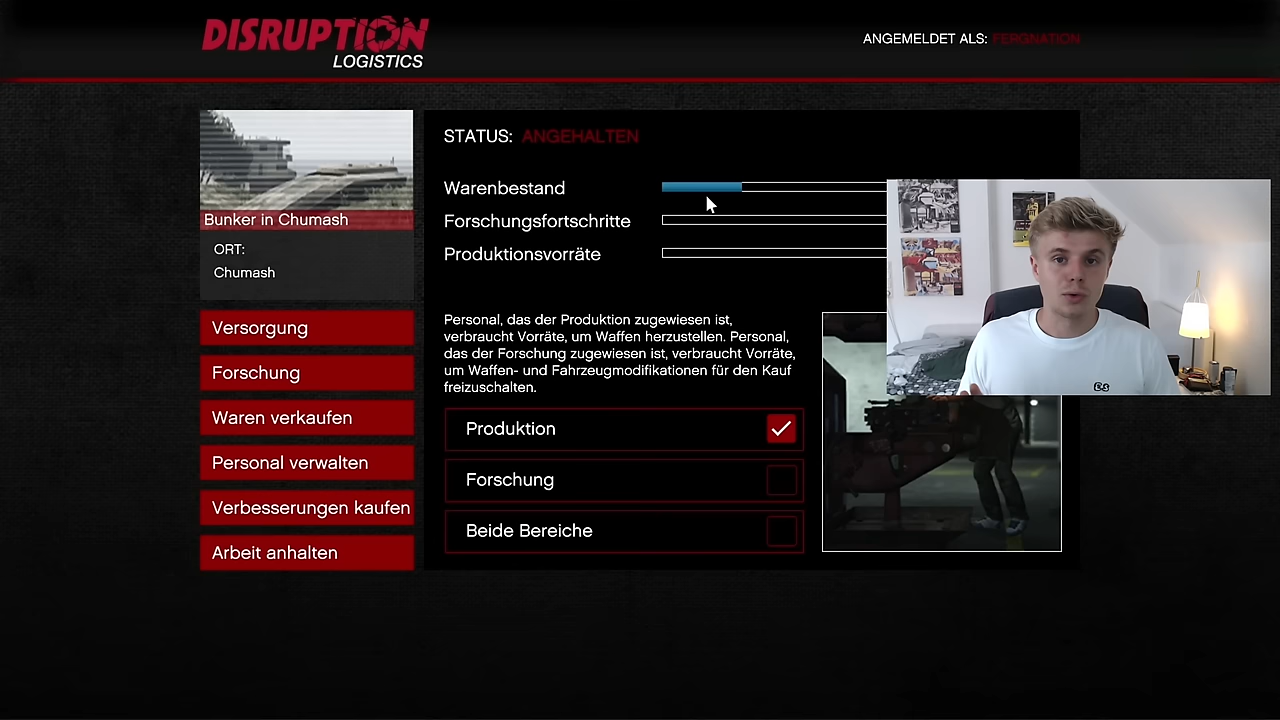 DISRUPTION
LOGISTICS
ANGEMELDET ALS: FERGNATION
Bunker in Chumash
ORT:
Chumash
Versorgung
Forschung
Waren verkaufen
Personal verwalten
Verbesserungen kaufen
Arbeit anhalten
STATUS: ANGEHALTEN
Warenbestand
Forschungsfortschritte
Produktionsvorräte
Personal, das der Produktion zugewiesen ist,
verbraucht Vorräte, um Waffen herzustellen. Personal,
das der Forschung zugewiesen ist, verbraucht Vorräte,
um Waffen- und Fahrzeugmodifikationen für den Kauf
freizuschalten.
Produktion
Forschung
Beide Bereiche